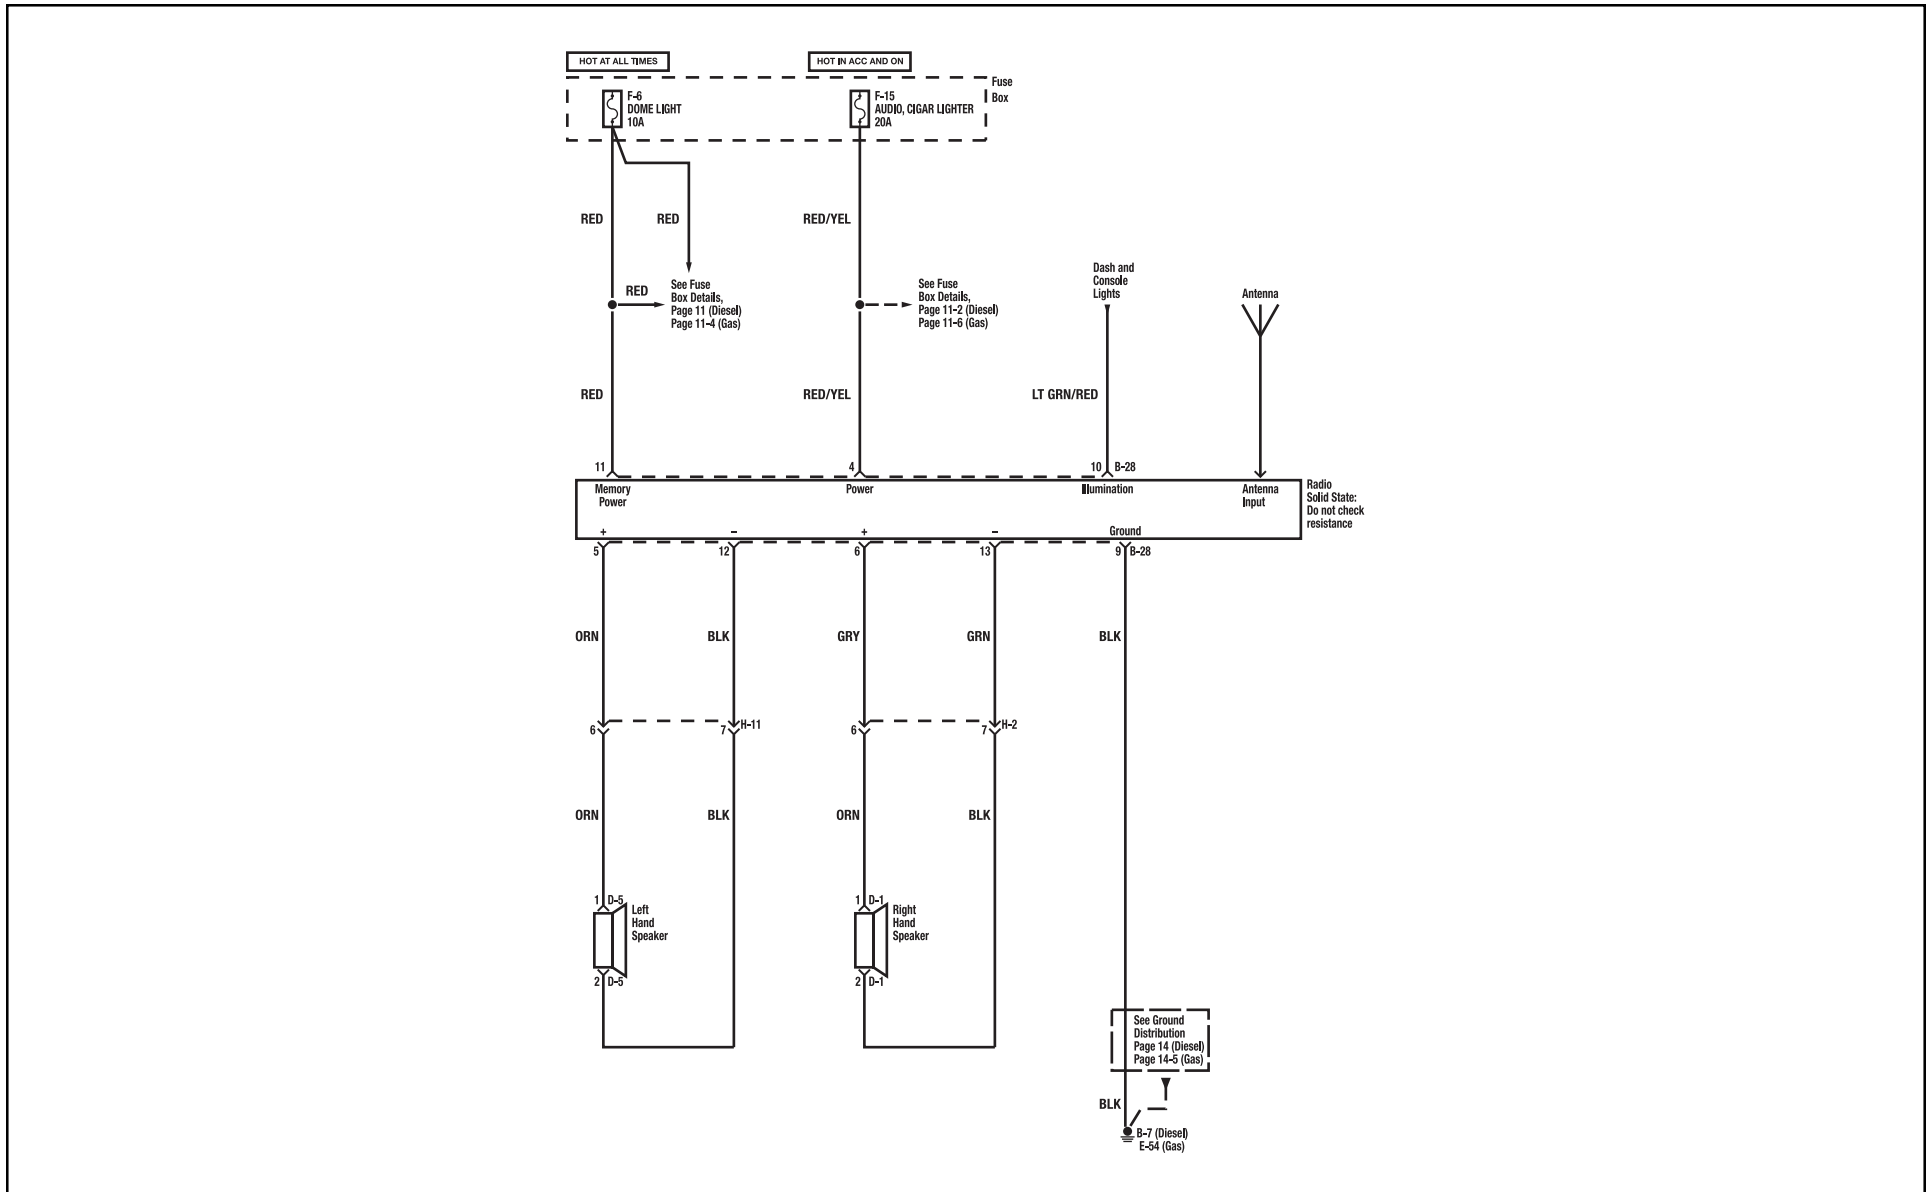 HOT AT ALL TIMES
HOT IN ACC AND ON
Fuse
Box
F-6
DOME LIGHT
10A
F-15
AUDIO, CIGAR LIGHTER
20A
RED
RED
RED/YEL
RED
See Fuse
Box Details,
Page 11 (Diesel)
Page 11-4 (Gas)
See Fuse
Box Details,
Page 11-2 (Diesel)
Page 11-6 (Gas)
Dash and
Console
Lights
Antenna
RED
RED/YEL
LT GRN/RED
11
4
10
B-28
Memory
Power
Power
Illumination
Antenna
Input
Radio
Solid State:
Do not check
resistance
+
–
+
–
Ground
5
12
6
13
9
B-28
ORN
BLK
GRY
GRN
BLK
6
7
H-11
6
7
H-2
ORN
BLK
ORN
BLK
1
D-5
Left
Hand
Speaker
2
D-5
1
D-1
Right
Hand
Speaker
2
D-1
See Ground
Distribution
Page 14 (Diesel)
Page 14-5 (Gas)
BLK
B-7 (Diesel)
E-54 (Gas)